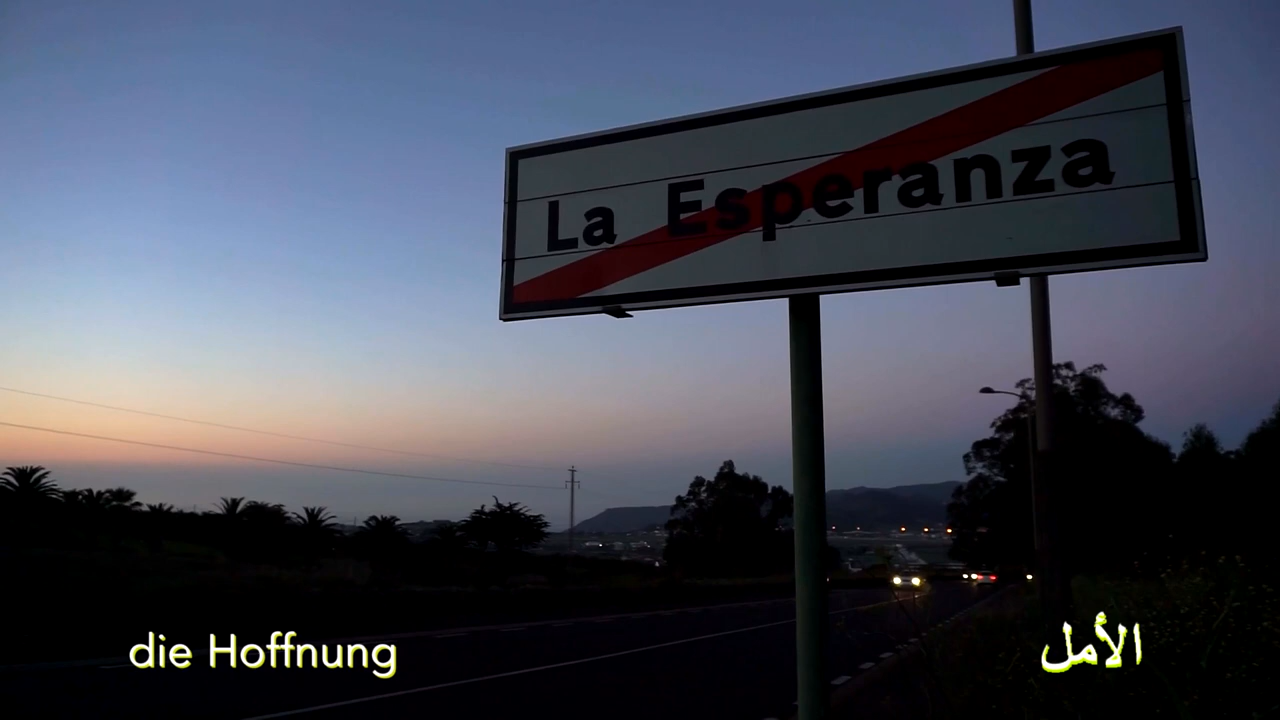 La Esperanza
die Hoffnung
الأمل